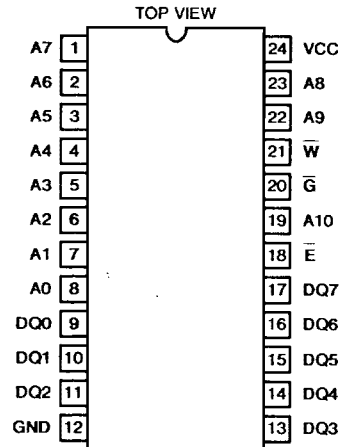 TOP VIEW
A7 1 24 VCC
A6 2 23 A8
A5 3 22 A9
A4 4 21 W̅
A3 5 20 G̅
A2 6 19 A10
A1 7 18 E̅
A0 8 17 DQ7
DQ0 9 16 DQ6
DQ1 10 15 DQ5
DQ2 11 14 DQ4
GND 12 13 DQ3